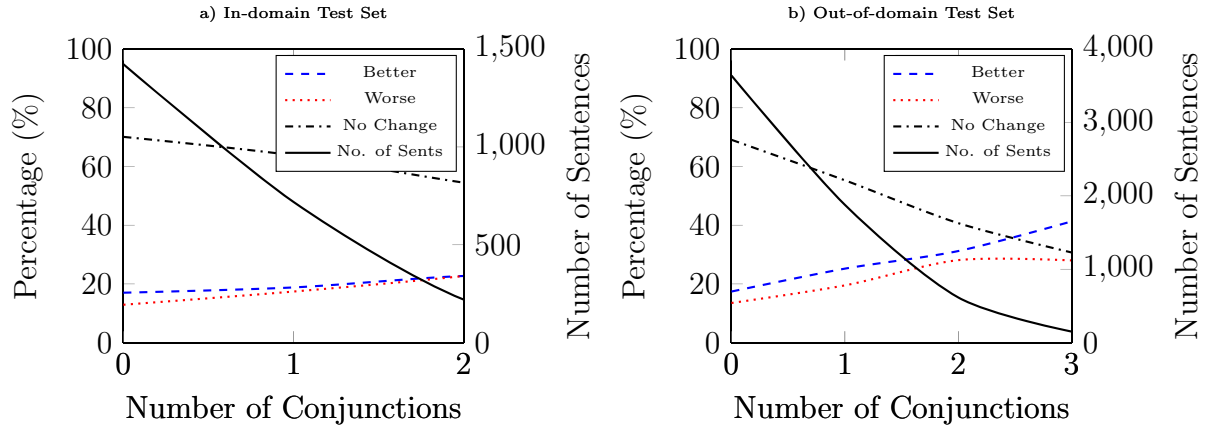 a) In-domain Test Set
100
80
60
40
20
0
Percentage (%)
1,500
1,000
500
0
Number of Sentences
Better
Worse
No Change
No. of Sents
0 1 2
Number of Conjunctions
b) Out-of-domain Test Set
100
80
60
40
20
0
Percentage (%)
4,000
3,000
2,000
1,000
0
Number of Sentences
Better
Worse
No Change
No. of Sents
0 1 2 3
Number of Conjunctions